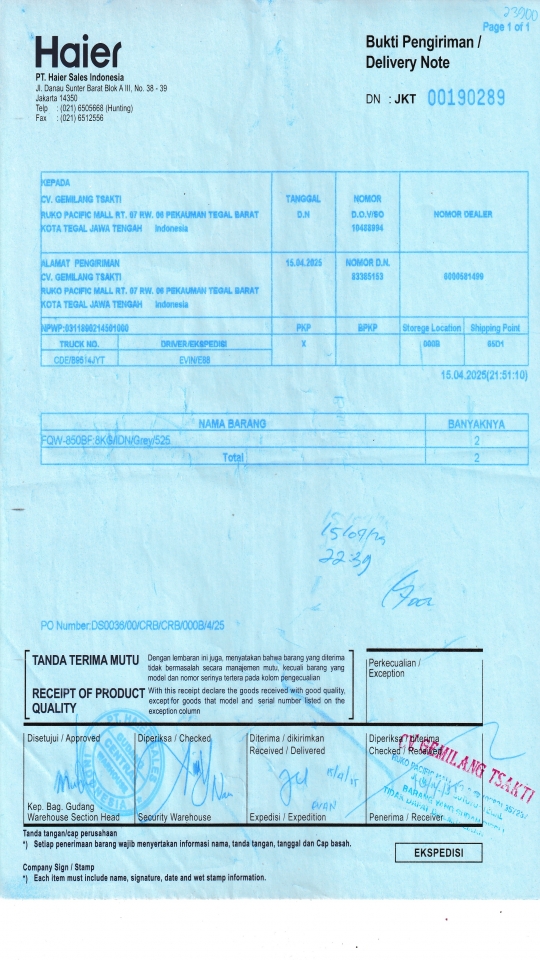 23900
Page 1 of 1
Haier
Bukti Pengiriman /
Delivery Note
PT. Haier Sales Indonesia
Jl. Danau Sunter Barat Blok A III, No. 38 - 39
Jakarta 14350
Telp : (021) 6505668 (Hunting)
Fax : (021) 6512556
DN : JKT 00190289
KEPADA
CV. GEMILANG TSAKTI
RUKO PACIFIC MALL RT. 07 RW. 06 PEKAUMAN TEGAL BARAT
KOTA TEGAL JAWA TENGAH Indonesia
TANGGAL
D.N
NOMOR
D.O.V/SO
10488994
NOMOR DEALER
ALAMAT PENGIRIMAN
CV. GEMILANG TSAKTI
RUKO PACIFIC MALL RT. 07 RW. 06 PEKAUMAN TEGAL BARAT
KOTA TEGAL JAWA TENGAH Indonesia
15.04.2025
NOMOR D.N.
83385153
0000581499
PKP
BPKP
Storege Location
Shipping Point
TRUCK NO.
DRIVER/EKSPEDISI
X
000B
65D1
CDE/B9514JYT
EVIN/E88
15.04.2025(21:51:10)
NAMA BARANG
BANYAKNYA
FQW-850BF,8KG/IDN/Grey/525
2
Total
2
22:39
PO Number:DS0036/00/CRB/CRB/000B/4/25
TANDA TERIMA MUTU
Dengan lembaran ini juga, menyatakan bahwa barang yang diterima
tidak bermasalah secara manajemen mutu, kecuali barang yang
model dan nomor serinya tertera pada kolom pengecualian
RECEIPT OF PRODUCT
QUALITY
With this receipt declare the goods received with good quality,
except for goods that model and serial number listed on the
exception column
Perkecualian /
Exception
Disetujui / Approved
Diperiksa / Checked
Diterima / dikirimkan
Received / Delivered
Diperiksa / Diterima
Checked / Received
CV. GEMILANG TSAKTI
EVAN
Kep. Bag. Gudang
Warehouse Section Head
Security Warehouse
Expedisi / Expedition
Penerima / Receiver
Tanda tangan/cap perusahaan
*) Setiap penerimaan barang wajib menyertakan informasi nama, tanda tangan, tanggal dan Cap basah.
EKSPEDISI
Company Sign / Stamp
*) Each item must include name, signature, date and wet stamp information.